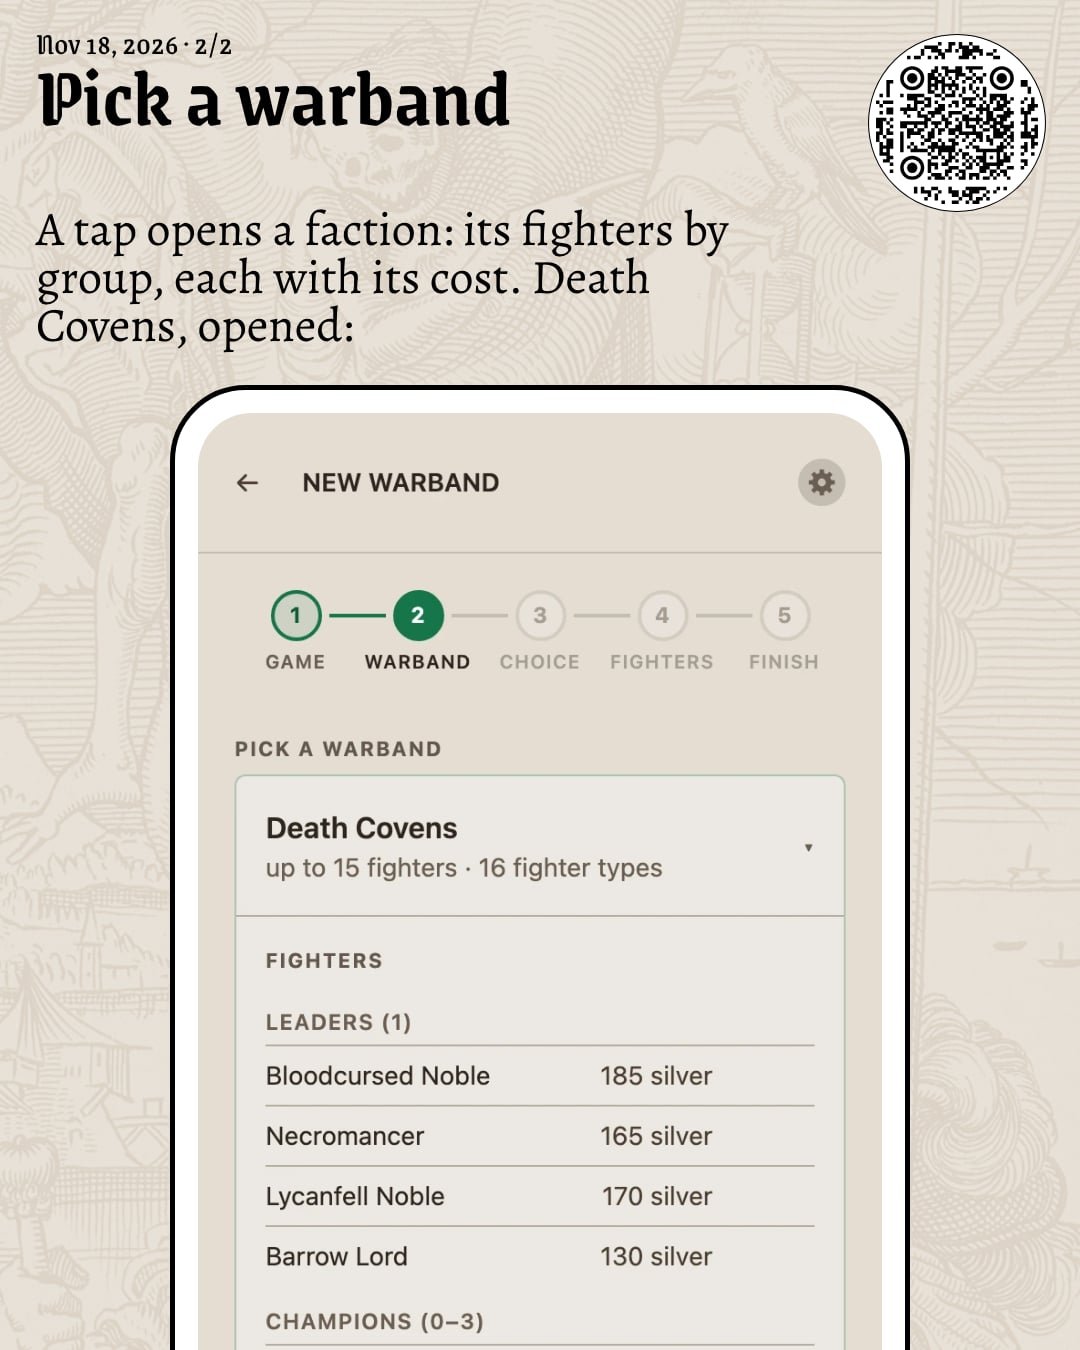 Nov 18, 2026 · 2/2
Pick a warband
A tap opens a faction: its fighters by
group, each with its cost. Death
Covens, opened:
← NEW WARBAND
1 2 3 4 5
GAME WARBAND CHOICE FIGHTERS FINISH
PICK A WARBAND
Death Covens
up to 15 fighters · 16 fighter types
FIGHTERS
LEADERS (1)
Bloodcursed Noble 185 silver
Necromancer 165 silver
Lycanfell Noble 170 silver
Barrow Lord 130 silver
CHAMPIONS (0–3)